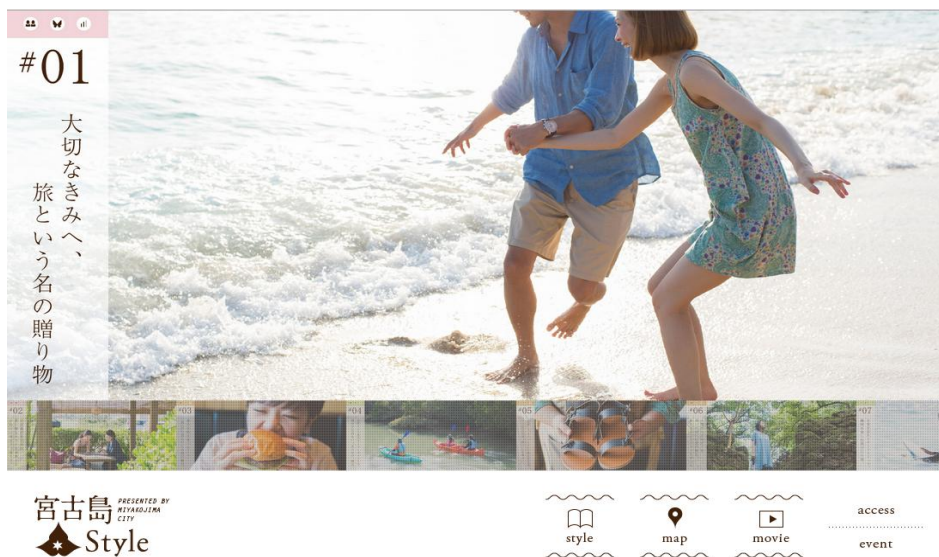 #01
大切なきみへ、
旅という名の贈り物
#02
#03
#04
#05
#06
#07
宮古島
PRESENTED BY
MIYAKOJIMA
CITY
Style
style
map
movie
access
event